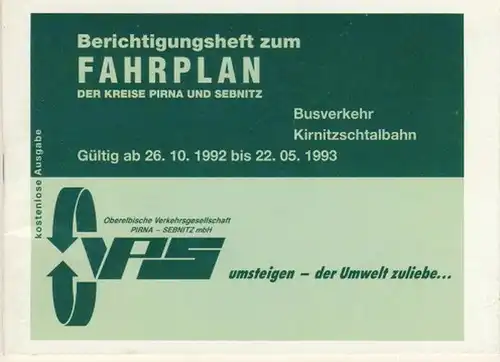 Berichtigungsheft zum
FAHRPLAN
DER KREISE PIRNA UND SEBNITZ
Busverkehr
Kirnitzschtalbahn
Gültig ab 26. 10. 1992 bis 22. 05. 1993
kostenlose Ausgabe
Oberelbische Verkehrsgesellschaft
PIRNA – SEBNITZ mbH
OVPS
umsteigen – der Umwelt zuliebe...